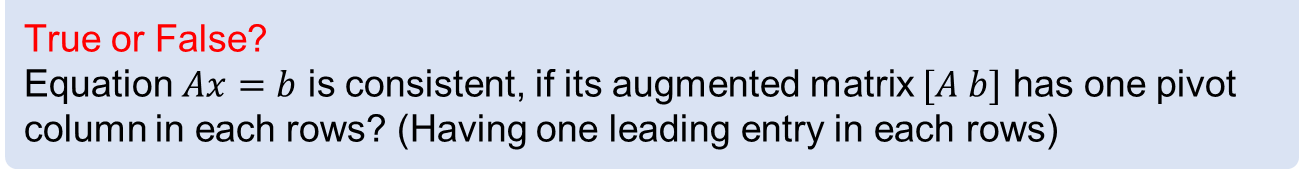 True or False?
Equation Ax = b is consistent, if its augmented matrix [A b] has one pivot
column in each rows? (Having one leading entry in each rows)